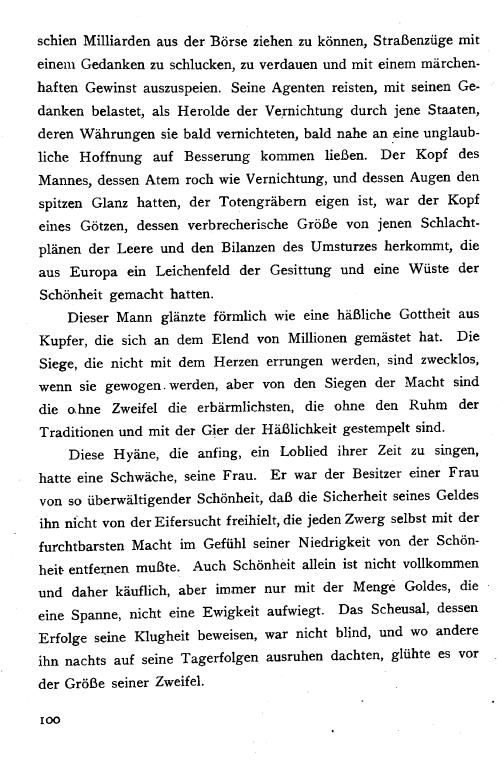 schien Milliarden aus der Börse ziehen zu können, Straßenzüge mit
einem Gedanken zu schlucken, zu verdauen und mit einem märchen-
haften Gewinst auszuspeien. Seine Agenten reisten, mit seinen Ge-
danken belastet, als Herolde der Vernichtung durch jene Staaten,
deren Währungen sie bald vernichteten, bald nahe an eine unglaub-
liche Hoffnung auf Besserung kommen ließen. Der Kopf des
Mannes, dessen Atem roch wie Vernichtung, und dessen Augen den
spitzen Glanz hatten, der Totengräbern eigen ist, war der Kopf
eines Götzen, dessen verbrecherische Größe von jenen Schlacht-
plänen der Leere und den Bilanzen des Umsturzes herkommt, die
aus Europa ein Leichenfeld der Gesittung und eine Wüste der
Schönheit gemacht hatten.
Dieser Mann glänzte förmlich wie eine häßliche Gottheit aus
Kupfer, die sich an dem Elend von Millionen gemästet hat. Die
Siege, die nicht mit dem Herzen errungen werden, sind zwecklos,
wenn sie gewogen werden, aber von den Siegen der Macht sind
die ohne Zweifel die erbärmlichsten, die ohne den Ruhm der
Traditionen und mit der Gier der Häßlichkeit gestempelt sind.
Diese Hyäne, die anfing, ein Loblied ihrer Zeit zu singen,
hatte eine Schwäche, seine Frau. Er war der Besitzer einer Frau
von so überwältigender Schönheit, daß die Sicherheit seines Geldes
ihn nicht von der Eifersucht freihielt, die jeden Zwerg selbst mit der
furchtbarsten Macht im Gefühl seiner Niedrigkeit von der Schön-
heit entfernen mußte. Auch Schönheit allein ist nicht vollkommen
und daher käuflich, aber immer nur mit der Menge Goldes, die
eine Spanne, nicht eine Ewigkeit aufwiegt. Das Scheusal, dessen
Erfolge seine Klugheit beweisen, war nicht blind, und wo andere
ihn nachts auf seine Tagerfolgen ausruhen dachten, glühte es vor
der Größe seiner Zweifel.
100